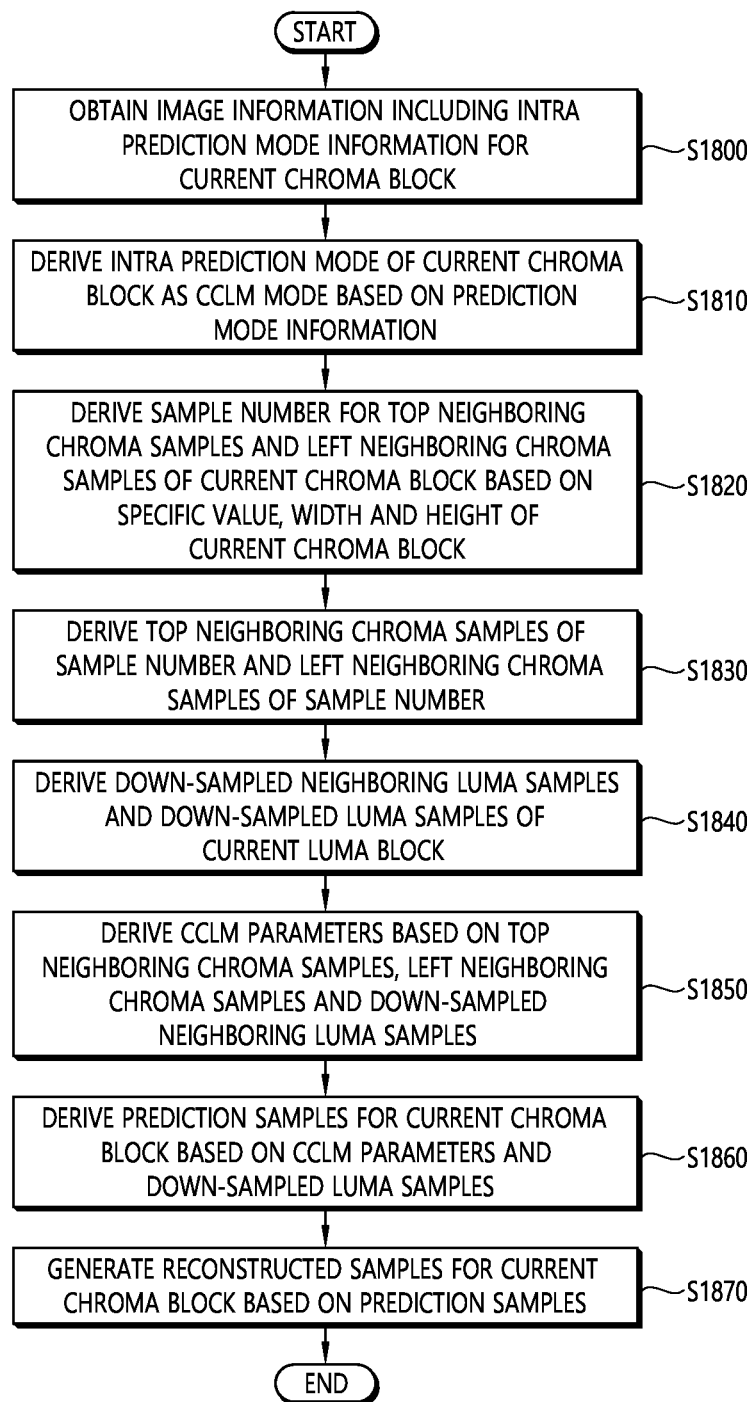 START
OBTAIN IMAGE INFORMATION INCLUDING INTRA
PREDICTION MODE INFORMATION FOR
CURRENT CHROMA BLOCK
S1800
DERIVE INTRA PREDICTION MODE OF CURRENT CHROMA
BLOCK AS CCLM MODE BASED ON PREDICTION
MODE INFORMATION
S1810
DERIVE SAMPLE NUMBER FOR TOP NEIGHBORING
CHROMA SAMPLES AND LEFT NEIGHBORING CHROMA
SAMPLES OF CURRENT CHROMA BLOCK BASED ON
SPECIFIC VALUE, WIDTH AND HEIGHT OF
CURRENT CHROMA BLOCK
S1820
DERIVE TOP NEIGHBORING CHROMA SAMPLES OF
SAMPLE NUMBER AND LEFT NEIGHBORING CHROMA
SAMPLES OF SAMPLE NUMBER
S1830
DERIVE DOWN-SAMPLED NEIGHBORING LUMA SAMPLES
AND DOWN-SAMPLED LUMA SAMPLES OF
CURRENT LUMA BLOCK
S1840
DERIVE CCLM PARAMETERS BASED ON TOP
NEIGHBORING CHROMA SAMPLES, LEFT NEIGHBORING
CHROMA SAMPLES AND DOWN-SAMPLED
NEIGHBORING LUMA SAMPLES
S1850
DERIVE PREDICTION SAMPLES FOR CURRENT CHROMA
BLOCK BASED ON CCLM PARAMETERS AND
DOWN-SAMPLED LUMA SAMPLES
S1860
GENERATE RECONSTRUCTED SAMPLES FOR CURRENT
CHROMA BLOCK BASED ON PREDICTION SAMPLES
S1870
END